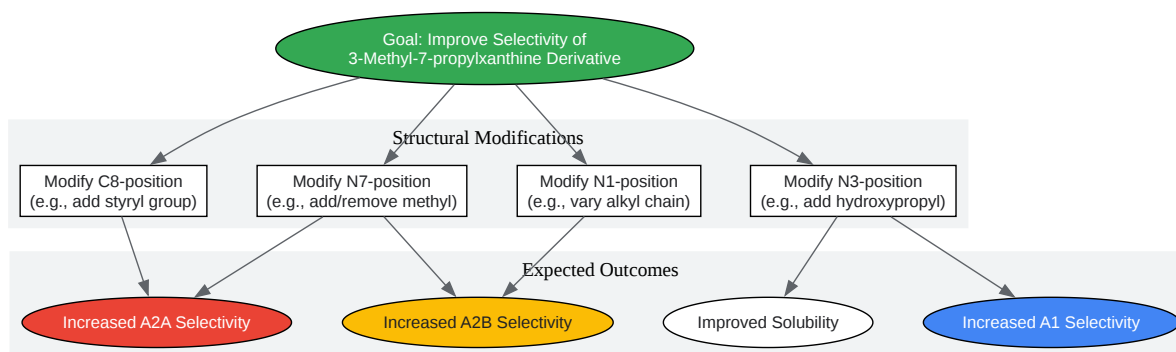 Goal: Improve Selectivity of
3-Methyl-7-propylxanthine Derivative
Structural Modifications
Modify C8-position
(e.g., add styryl group)
Modify N7-position
(e.g., add/remove methyl)
Modify N1-position
(e.g., vary alkyl chain)
Modify N3-position
(e.g., add hydroxypropyl)
Expected Outcomes
Increased A2A Selectivity
Increased A2B Selectivity
Improved Solubility
Increased A1 Selectivity